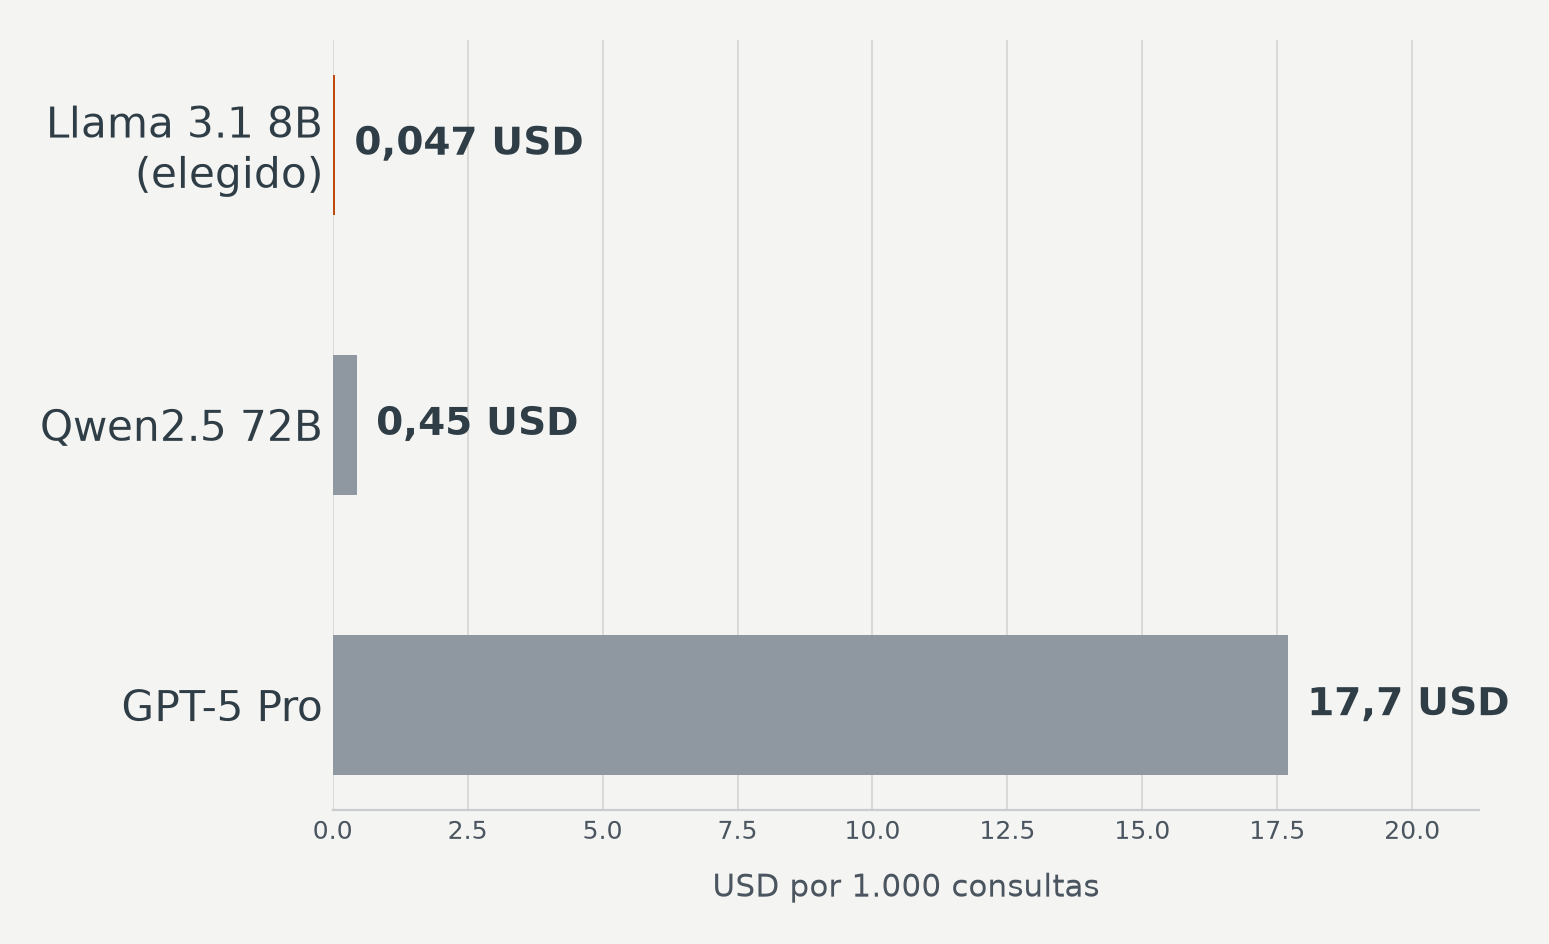 Llama 3.1 8B
(elegido)
0,047 USD
Qwen2.5 72B
0,45 USD
GPT-5 Pro
17,7 USD
0.0 2.5 5.0 7.5 10.0 12.5 15.0 17.5 20.0
USD por 1.000 consultas